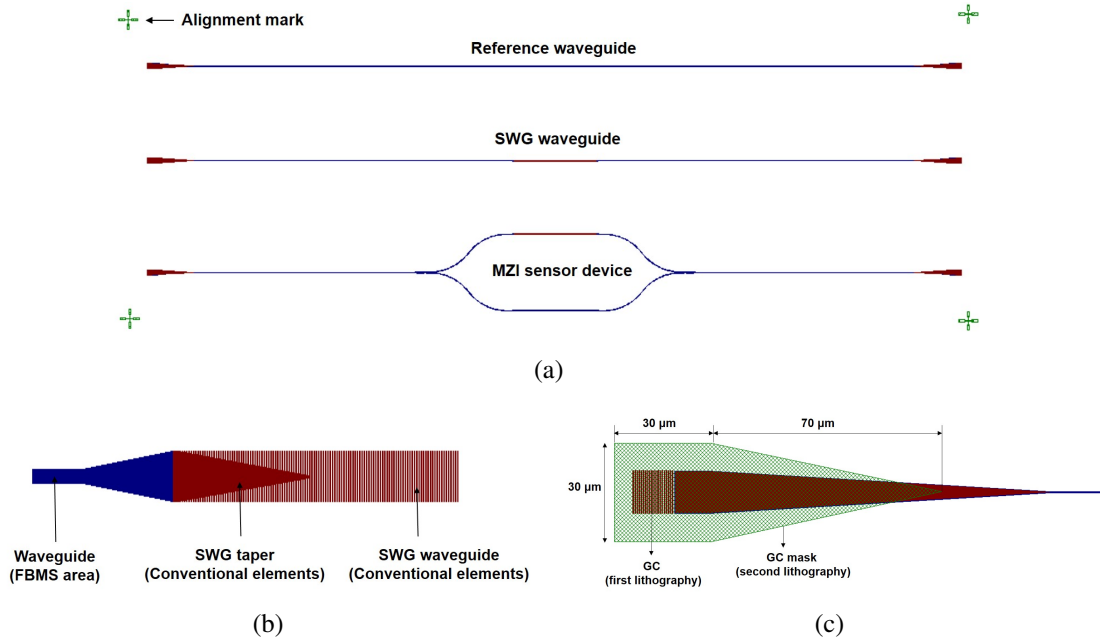 Alignment mark
Reference waveguide
SWG waveguide
MZI sensor device
(a)
30 µm
70 µm
30 µm
Waveguide
(FBMS area)
SWG taper
(Conventional elements)
SWG waveguide
(Conventional elements)
GC
(first lithography)
GC mask
(second lithography)
(b)
(c)